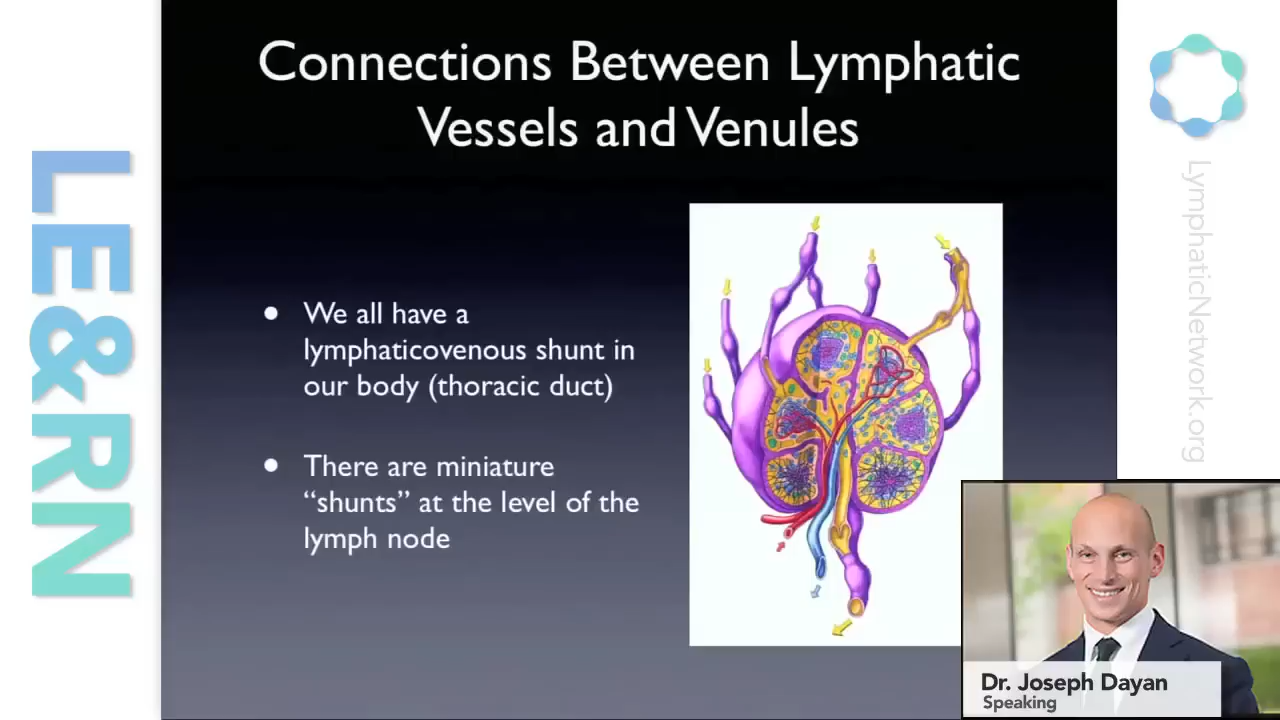 Connections Between Lymphatic
Vessels and Venules
• We all have a
lymphaticovenous shunt in
our body (thoracic duct)
• There are miniature
“shunts” at the level of the
lymph node
LE&RN
LymphaticNetwork.org
Dr. Joseph Dayan
Speaking